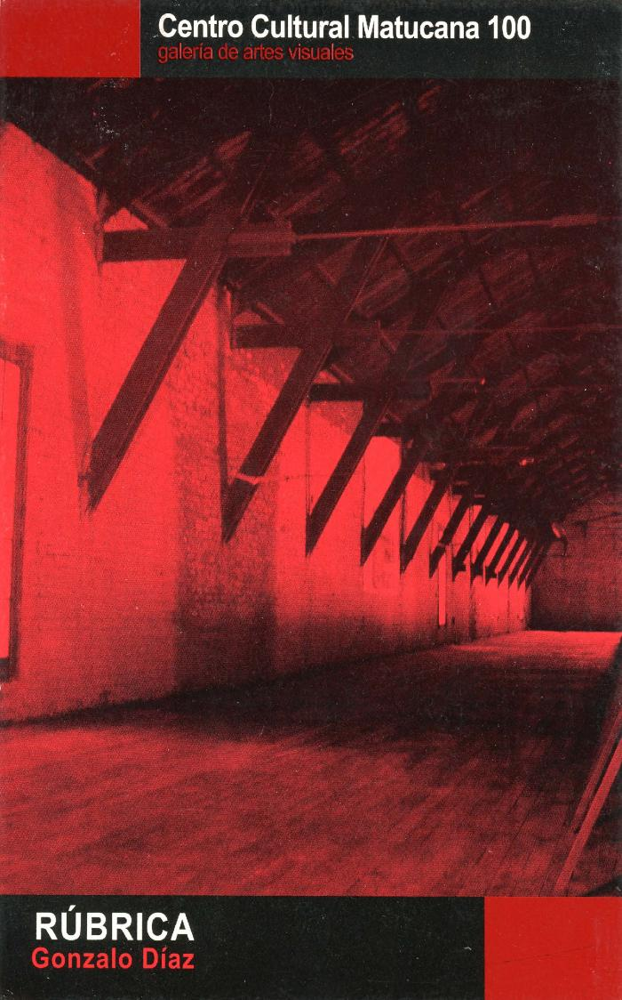 Centro Cultural Matucana 100
galería de artes visuales
RÚBRICA
Gonzalo Díaz